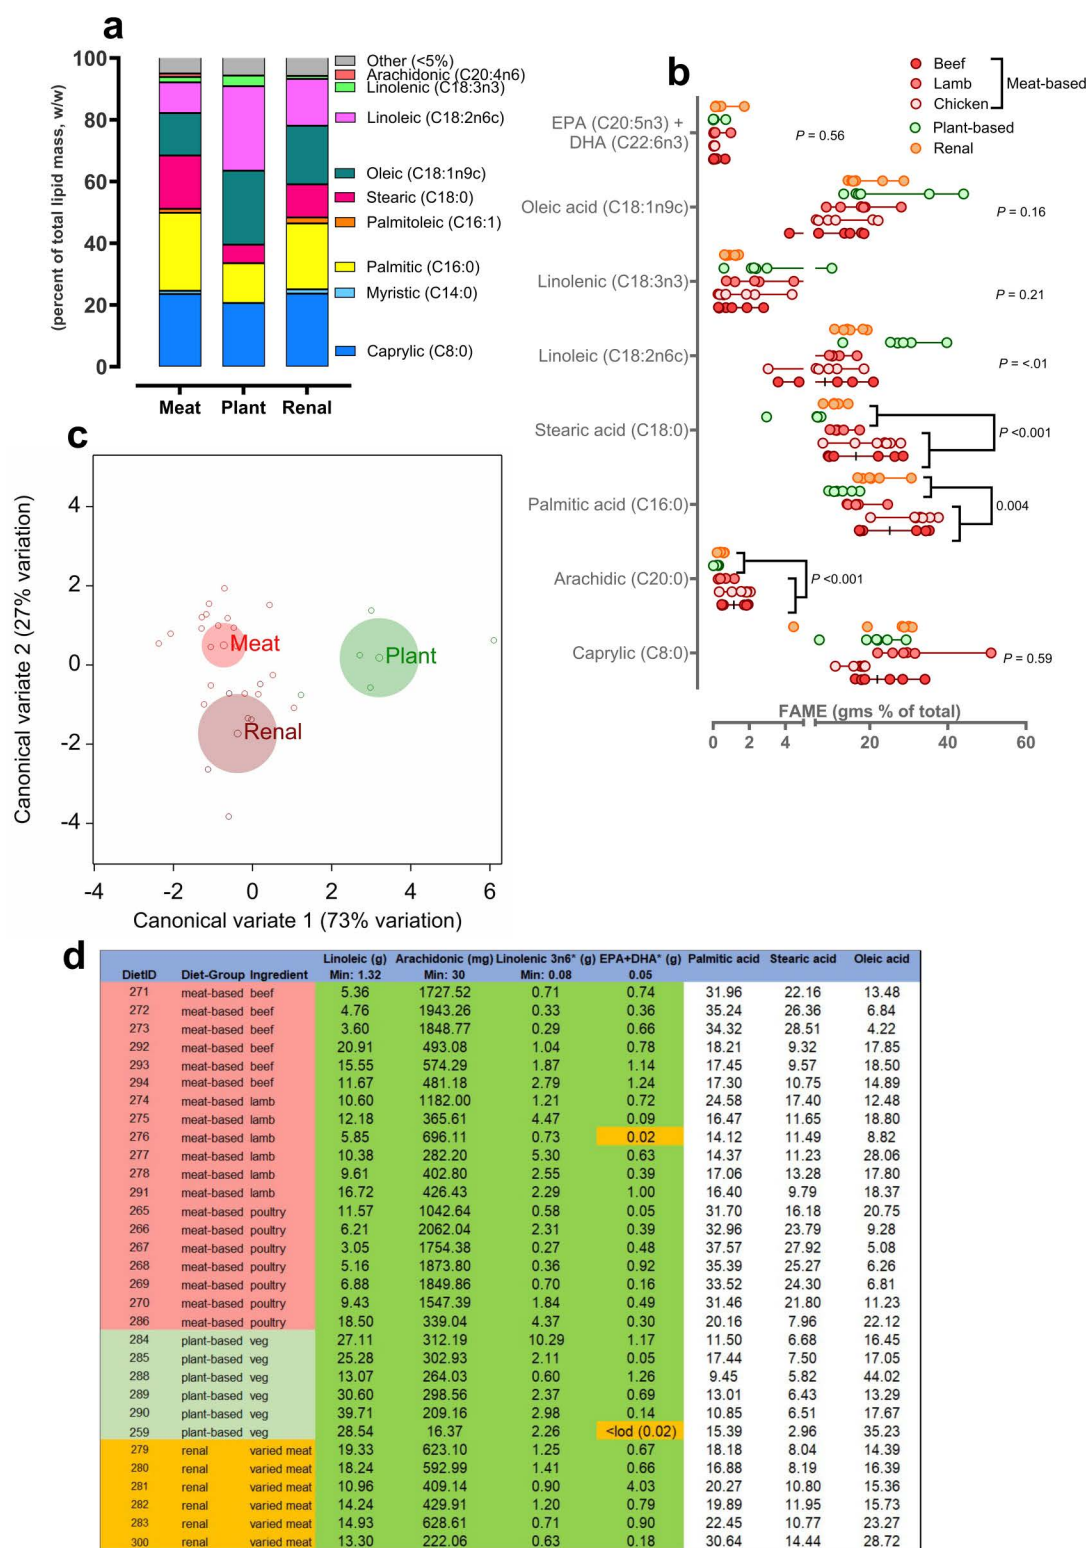 a
(percent of total lipid mass, w/w)
100
80
60
40
20
0
Meat Plant Renal
Other (<5%)
Arachidonic (C20:4n6)
Linolenic (C18:3n3)
Linoleic (C18:2n6c)
Oleic (C18:1n9c)
Stearic (C18:0)
Palmitoleic (C16:1)
Palmitic (C16:0)
Myristic (C14:0)
Caprylic (C8:0)
b
Beef
Lamb
Chicken
Meat-based
Plant-based
Renal
EPA (C20:5n3) +
DHA (C22:6n3)
P = 0.56
Oleic acid (C18:1n9c)
P = 0.16
Linolenic (C18:3n3)
P = 0.21
Linoleic (C18:2n6c)
P = <.01
Stearic acid (C18:0)
P <0.001
Palmitic acid (C16:0)
0.004
Arachidic (C20:0)
P <0.001
Caprylic (C8:0)
P = 0.59
FAME (gms % of total)
0 2 4 20 40 60
c
Canonical variate 2 (27% variation)
4
2
0
-2
-4
Meat
Plant
Renal
-4 -2 0 2 4 6
Canonical variate 1 (73% variation)
d
Linoleic (g) Arachidonic (mg) Linolenic 3n6* (g) EPA+DHA* (g) Palmitic acid Stearic acid Oleic acid
DietID Diet-Group Ingredient Min: 1.32 Min: 30 Min: 0.08 0.05
271 meat-based beef 5.36 1727.52 0.71 0.74 31.96 22.16 13.48
272 meat-based beef 4.76 1943.26 0.33 0.36 35.24 26.36 6.84
273 meat-based beef 3.60 1848.77 0.29 0.66 34.32 28.51 4.22
292 meat-based beef 20.91 493.08 1.04 0.78 18.21 9.32 17.85
293 meat-based beef 15.55 574.29 1.87 1.14 17.45 9.57 18.50
294 meat-based beef 11.67 481.18 2.79 1.24 17.30 10.75 14.89
274 meat-based lamb 10.60 1182.00 1.21 0.72 24.58 17.40 12.48
275 meat-based lamb 12.18 365.61 4.47 0.09 16.47 11.65 18.80
276 meat-based lamb 5.85 696.11 0.73 0.02 14.12 11.49 8.82
277 meat-based lamb 10.38 282.20 5.30 0.63 14.37 11.23 28.06
278 meat-based lamb 9.61 402.80 2.55 0.39 17.06 13.28 17.80
291 meat-based lamb 16.72 426.43 2.29 1.00 16.40 9.79 18.37
265 meat-based poultry 11.57 1042.64 0.58 0.05 31.70 16.18 20.75
266 meat-based poultry 6.21 2062.04 2.31 0.39 32.96 23.79 9.28
267 meat-based poultry 3.05 1754.38 0.27 0.48 37.57 27.92 5.08
268 meat-based poultry 5.16 1873.80 0.36 0.92 35.39 25.27 6.26
269 meat-based poultry 6.88 1849.86 0.70 0.16 33.52 24.30 6.81
270 meat-based poultry 9.43 1547.39 1.84 0.49 31.46 21.80 11.23
286 meat-based poultry 18.50 339.04 4.37 0.30 20.16 7.96 22.12
284 plant-based veg 27.11 312.19 10.29 1.17 11.50 6.68 16.45
285 plant-based veg 25.28 302.93 2.11 0.05 17.44 7.50 17.05
288 plant-based veg 13.07 264.03 0.60 1.26 9.45 5.82 44.02
289 plant-based veg 30.60 298.56 2.37 0.69 13.01 6.43 13.29
290 plant-based veg 39.71 209.16 2.98 0.14 10.85 6.51 17.67
259 plant-based veg 28.54 16.37 2.26 <lod (0.02) 15.39 2.96 35.23
279 renal varied meat 19.33 623.10 1.25 0.67 18.18 8.04 14.39
280 renal varied meat 18.24 592.99 1.41 0.66 16.88 8.19 16.39
281 renal varied meat 10.96 409.14 0.90 4.03 20.27 10.80 15.36
282 renal varied meat 14.24 429.91 1.20 0.79 19.89 11.95 15.73
283 renal varied meat 14.93 628.61 0.71 0.90 22.45 10.77 23.27
300 renal varied meat 13.30 222.06 0.63 0.18 30.64 14.44 28.72